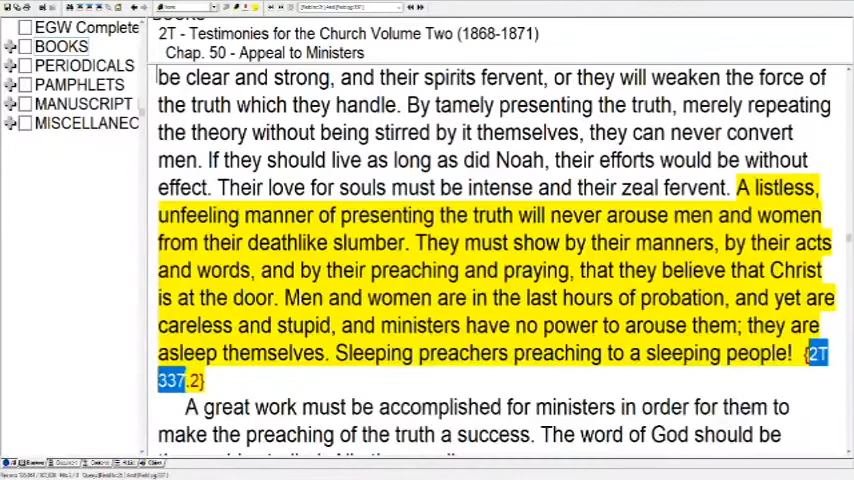 BOOKS
EGW Complete
BOOKS
PERIODICALS
PAMPHLETS
MANUSCRIPT
MISCELLANEC
2T - Testimonies for the Church Volume Two (1868-1871)
Chap. 50 - Appeal to Ministers
be clear and strong, and their spirits fervent, or they will weaken the force of
the truth which they handle. By tamely presenting the truth, merely repeating
the theory without being stirred by it themselves, they can never convert
men. If they should live as long as did Noah, their efforts would be without
effect. Their love for souls must be intense and their zeal fervent. A listless,
unfeeling manner of presenting the truth will never arouse men and women
from their deathlike slumber. They must show by their manners, by their acts
and words, and by their preaching and praying, that they believe that Christ
is at the door. Men and women are in the last hours of probation, and yet are
careless and stupid, and ministers have no power to arouse them; they are
asleep themselves. Sleeping preachers preaching to a sleeping people! {2T
337.2}
A great work must be accomplished for ministers in order for them to
make the preaching of the truth a success. The word of God should be